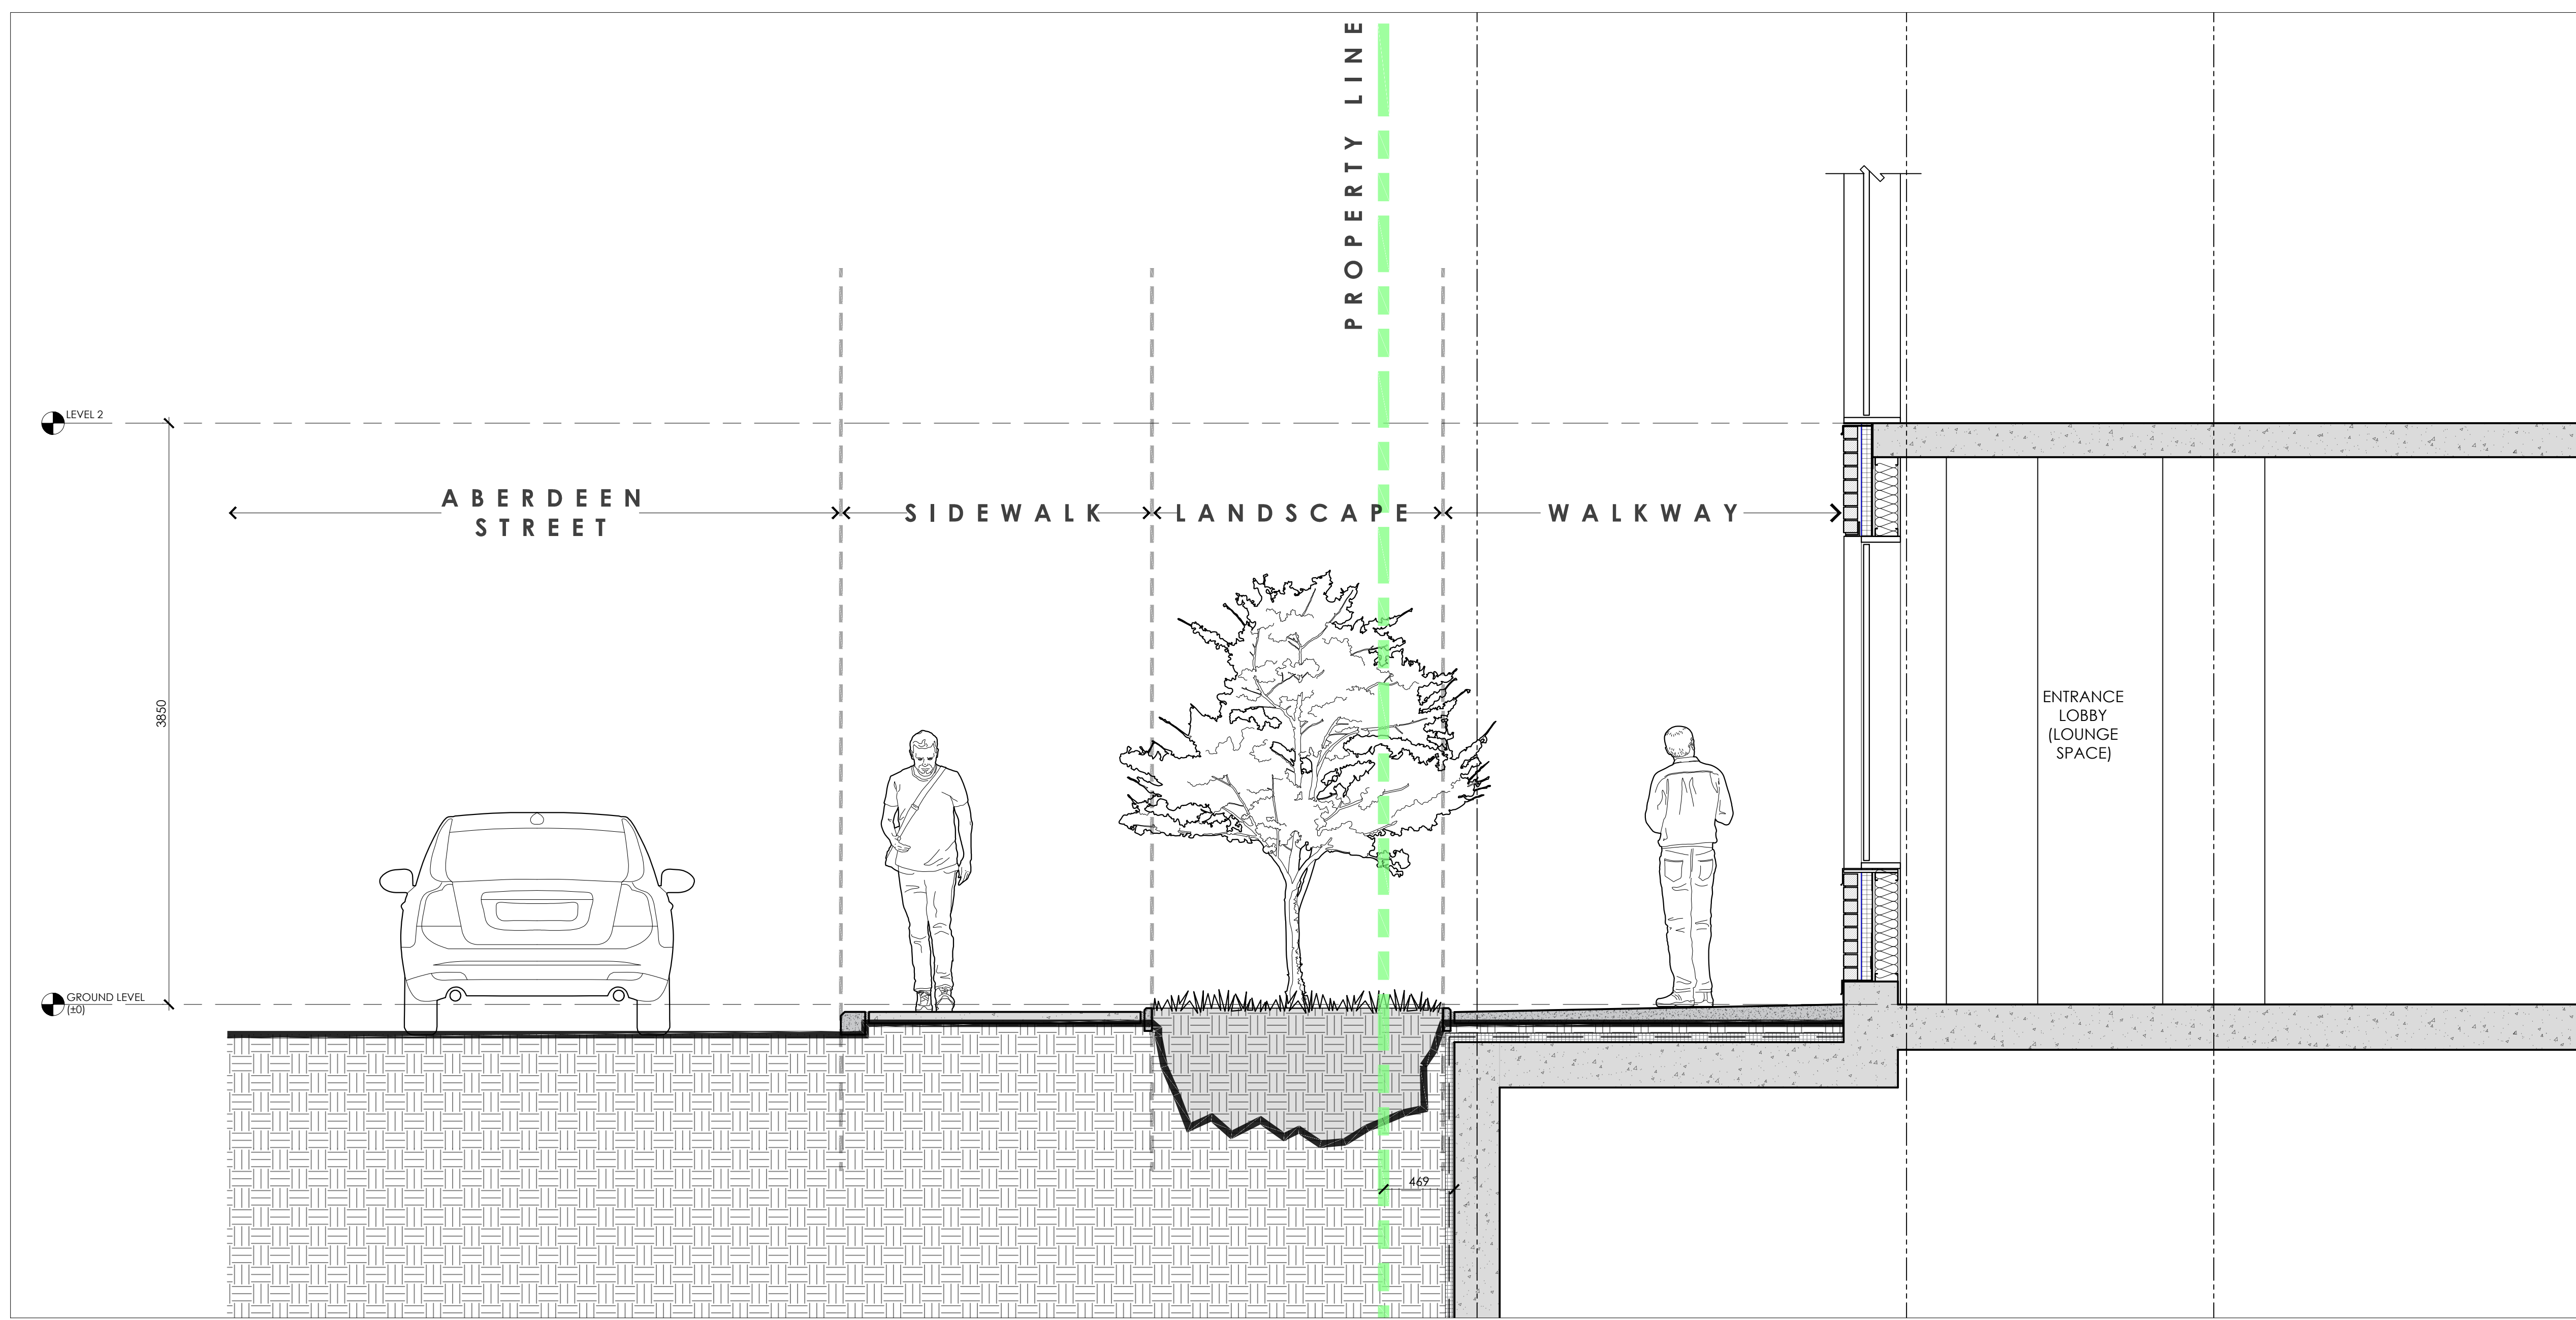 PROPERTY LINE
LEVEL 2
ABERDEEN
STREET
SIDEWALK
LANDSCAPE
WALKWAY
3850
ENTRANCE
LOBBY
(LOUNGE
SPACE)
GROUND LEVEL
(±0)
469